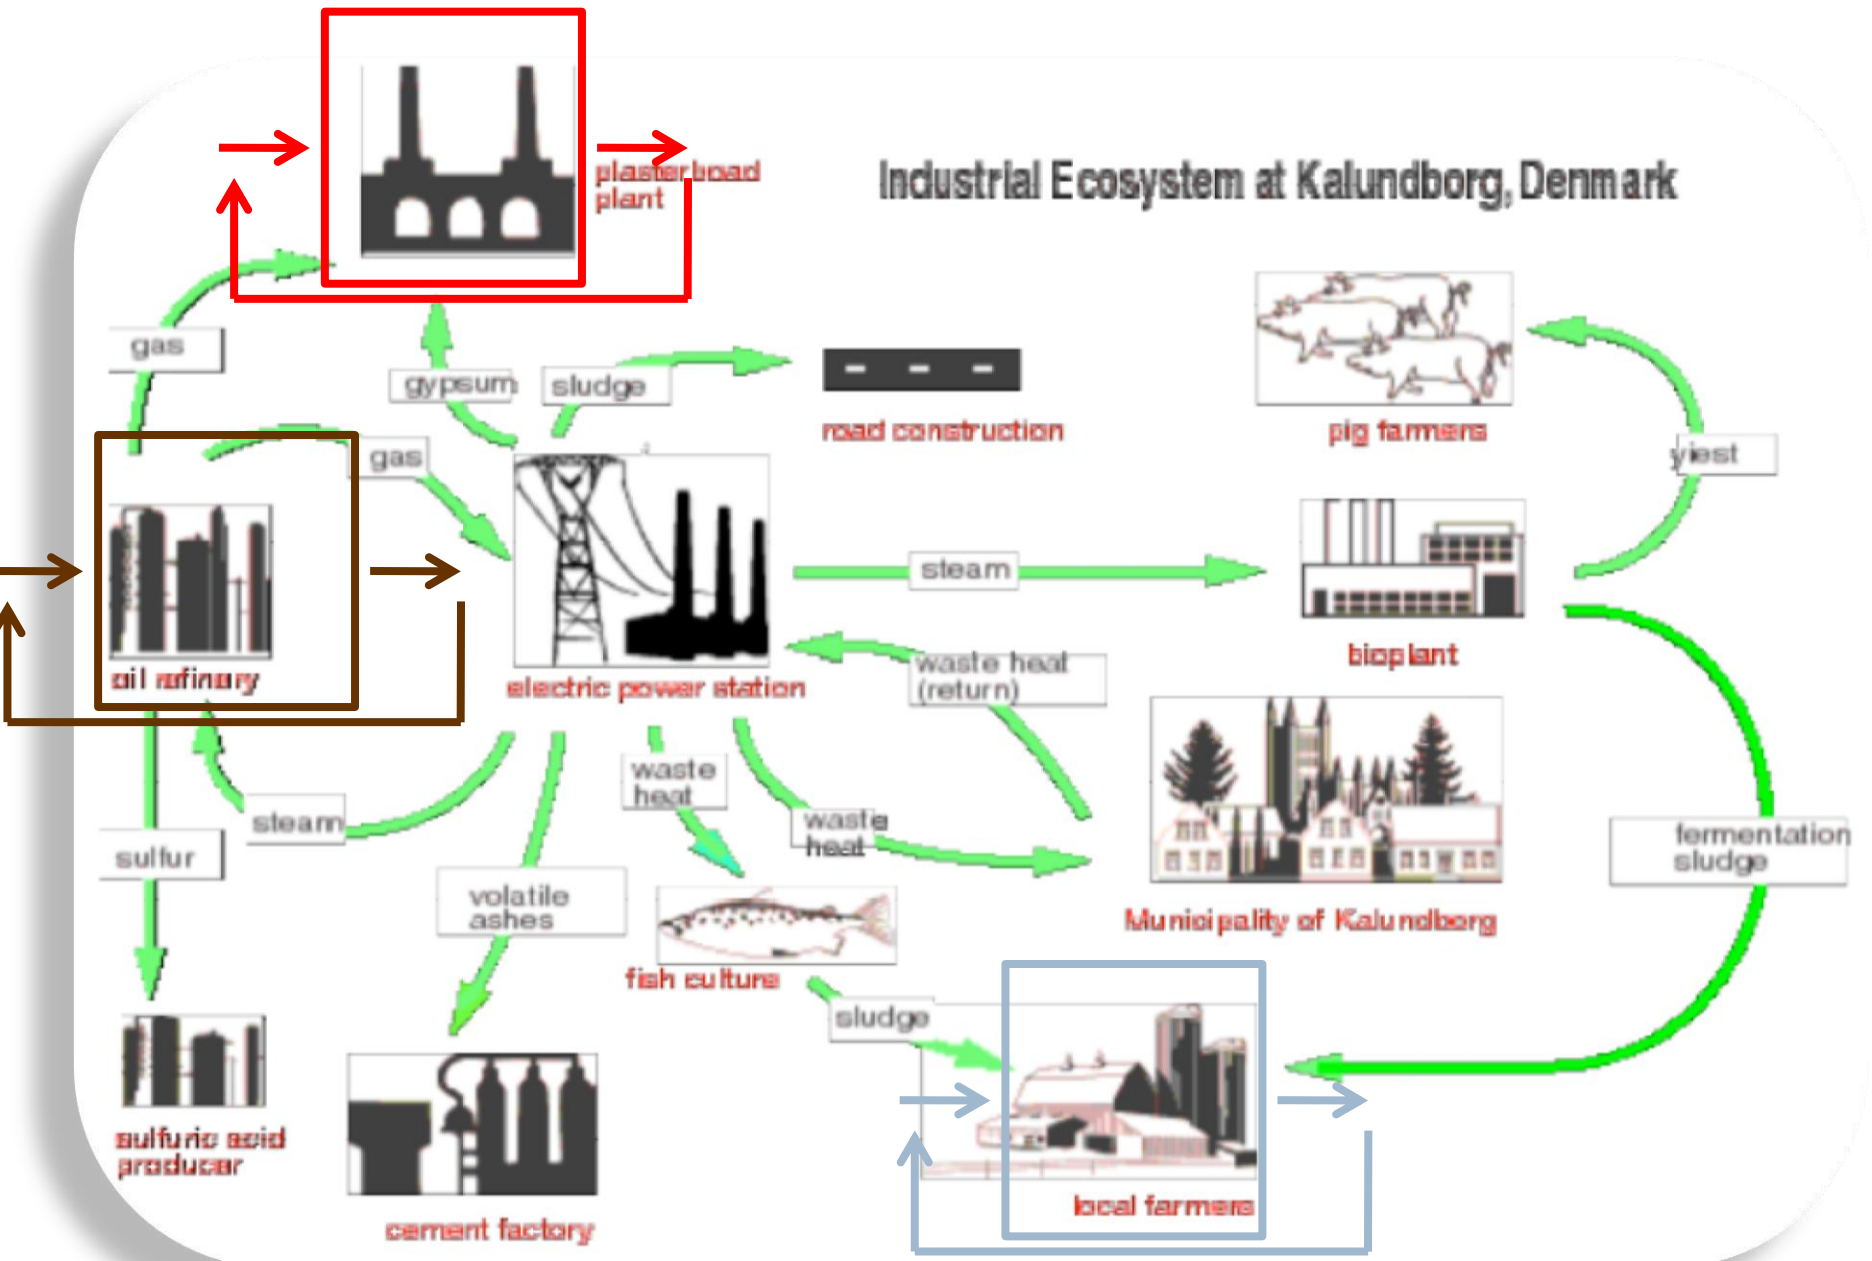 plasterboad
plant
Industrial Ecosystem at Kalundborg, Denmark
gas
gypsum
sludge
road construction
pig farmers
gas
yiest
steam
bioplant
oil refinery
electric power station
waste heat
(return)
steam
waste
heat
waste
heat
sulfur
volatile
ashes
fermentation
sludge
Municipality of Kalundborg
fish culture
sludge
sulfuric acid
producer
cement factory
local farmers